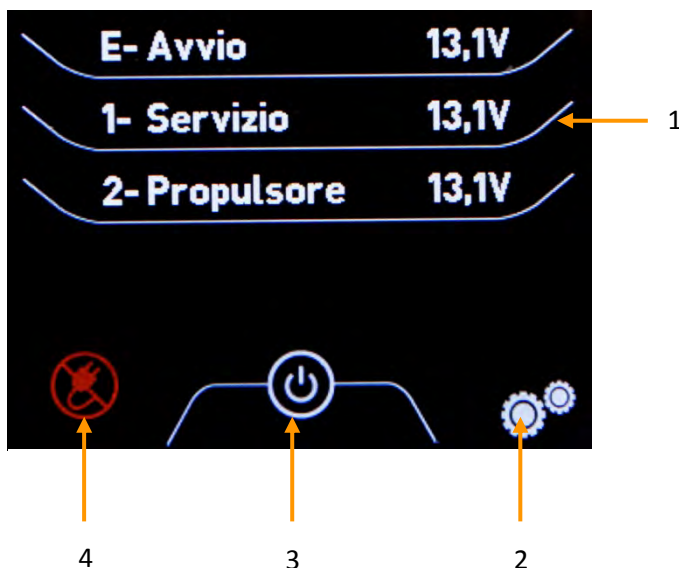 E- Avvio 13,1V
1- Servizio 13,1V
1
2- Propulsore 13,1V
4 3 2